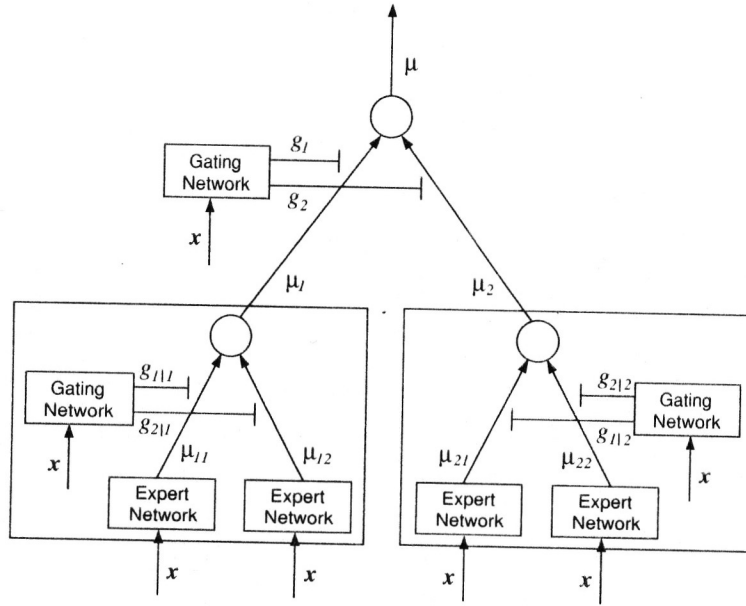 μ
g1
Gating
Network
g2
x
μ1
μ2
g1|1
Gating
Network
g2|1
x
μ11
μ12
Expert
Network
Expert
Network
x
x
g2|2
Gating
Network
g1|2
x
μ21
μ22
Expert
Network
Expert
Network
x
x